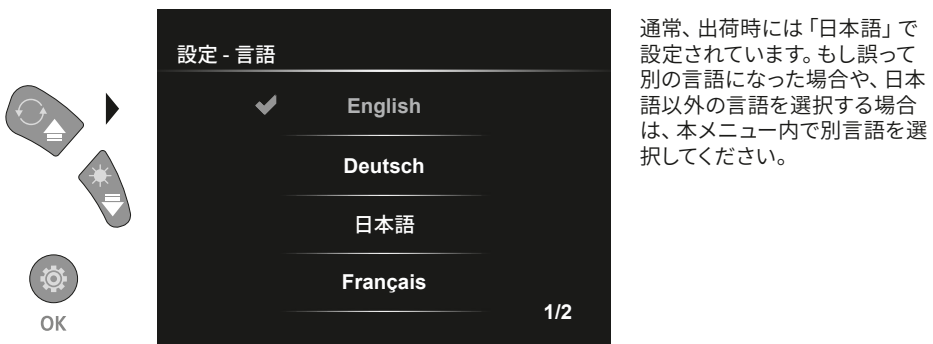 設定 - 言語
English
Deutsch
日本語
Français
1/2
OK
通常、出荷時には「日本語」で
設定されています。もし誤って
別の言語になった場合や、日本
語以外の言語を選択する場合
は、本メニュー内で別言語を選
択してください。